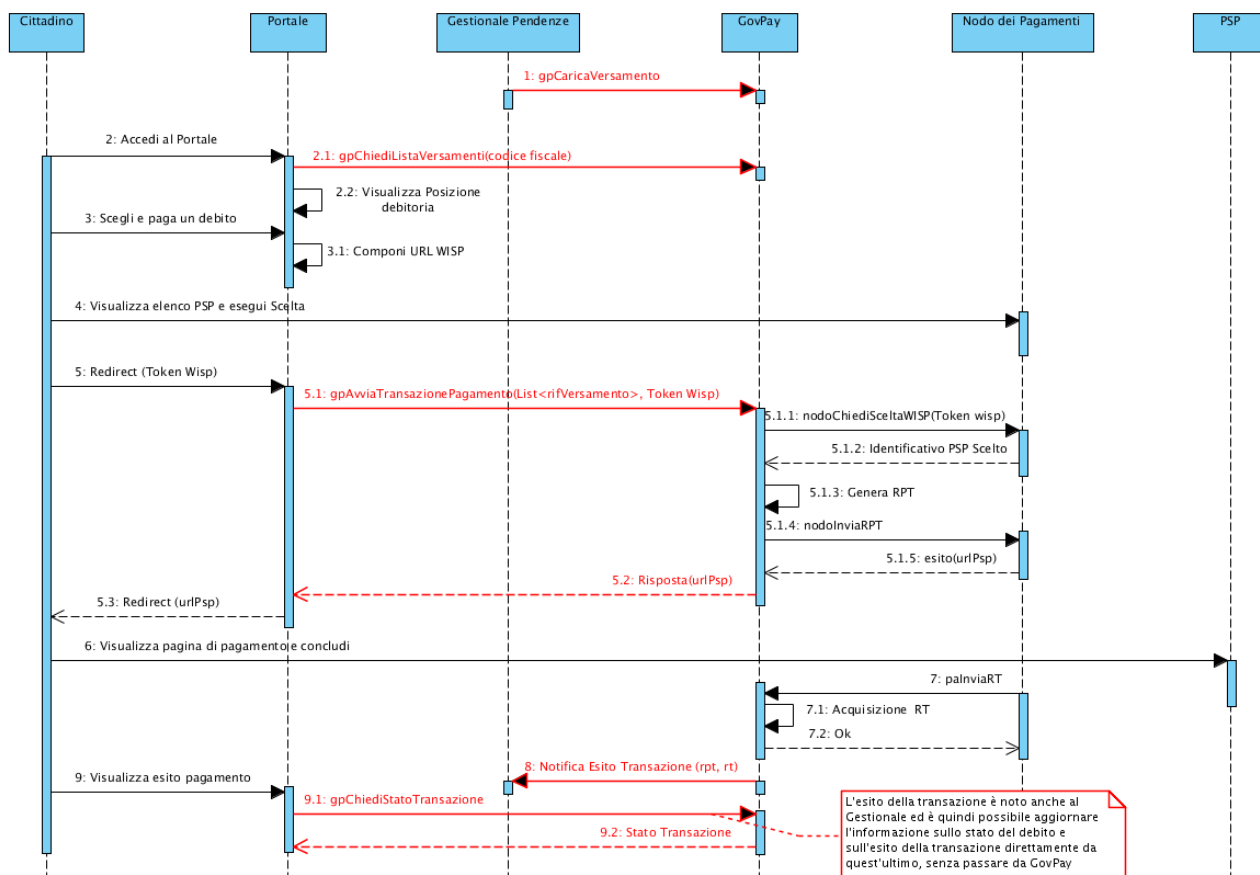 Cittadino
Portale
Gestionale Pendenze
GovPay
Nodo dei Pagamenti
PSP
1: gpCaricaVersamento
2: Accedi al Portale
2.1: gpChiediListaVersamenti(codice fiscale)
2.2: Visualizza Posizione
debitoria
3: Scegli e paga un debito
3.1: Componi URL WISP
4: Visualizza elenco PSP e esegui Scelta
5: Redirect (Token Wisp)
5.1: gpAvviaTransazionePagamento(List<rifVersamento>, Token Wisp)
5.1.1: nodoChiediSceltaWISP(Token wisp)
5.1.2: Identificativo PSP Scelto
5.1.3: Genera RPT
5.1.4: nodoInviaRPT
5.1.5: esito(urlPsp)
5.2: Risposta(urlPsp)
5.3: Redirect (urlPsp)
6: Visualizza pagina di pagamento e concludi
7: paInviaRT
7.1: Acquisizione RT
7.2: Ok
8: Notifica Esito Transazione (rpt, rt)
9: Visualizza esito pagamento
9.1: gpChiediStatoTransazione
9.2: Stato Transazione
L'esito della transazione è noto anche al
Gestionale ed è quindi possibile aggiornare
l'informazione sullo stato del debito e
sull'esito della transazione direttamente da
quest'ultimo, senza passare da GovPay